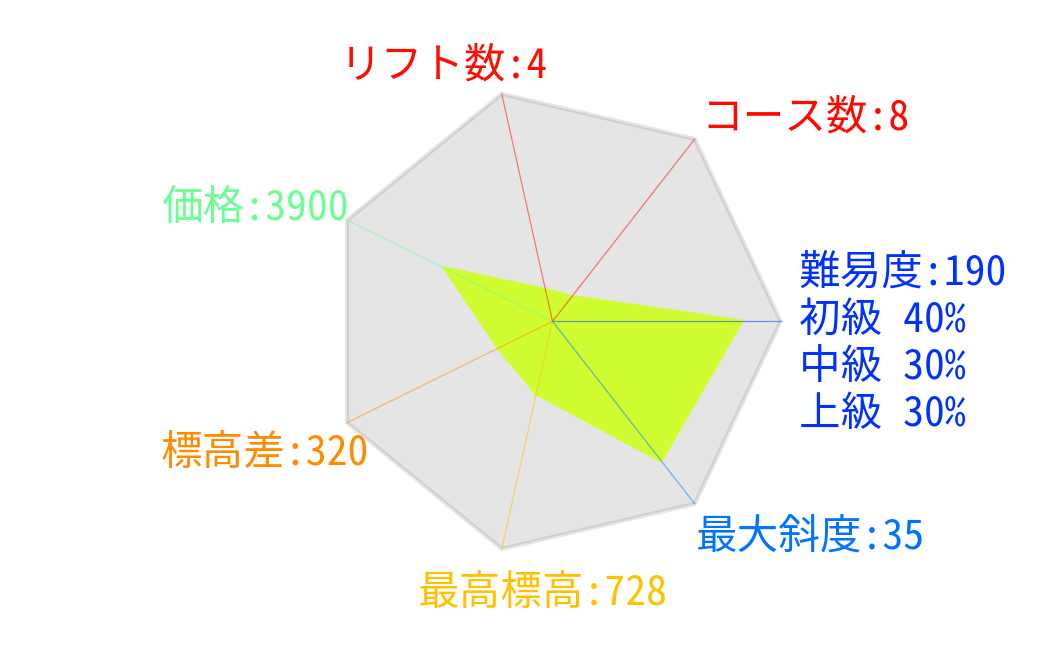 リフト数:4
コース数:8
価格:3900
難易度:190
初級 40%
中級 30%
上級 30%
標高差:320
最大斜度:35
最高標高:728